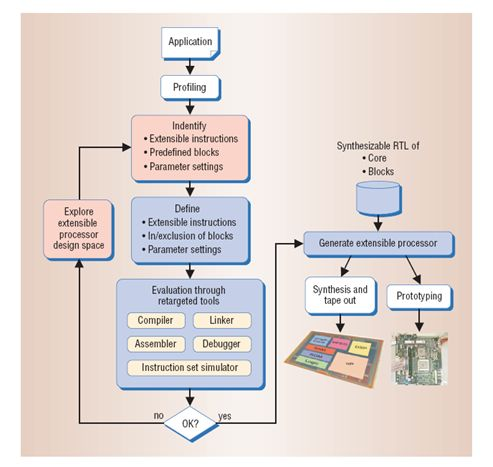 Application
Profiling
Indentify
• Extensible instructions
• Predefined blocks
• Parameter settings
Explore
extensible
processor
design space
Define
• Extensible instructions
• In/exclusion of blocks
• Parameter settings
Evaluation through
retargeted tools
Compiler
Linker
Assembler
Debugger
Instruction set simulator
no
OK?
yes
Synthesizable RTL of
• Core
• Blocks
Generate extensible processor
Synthesis and
tape out
Prototyping